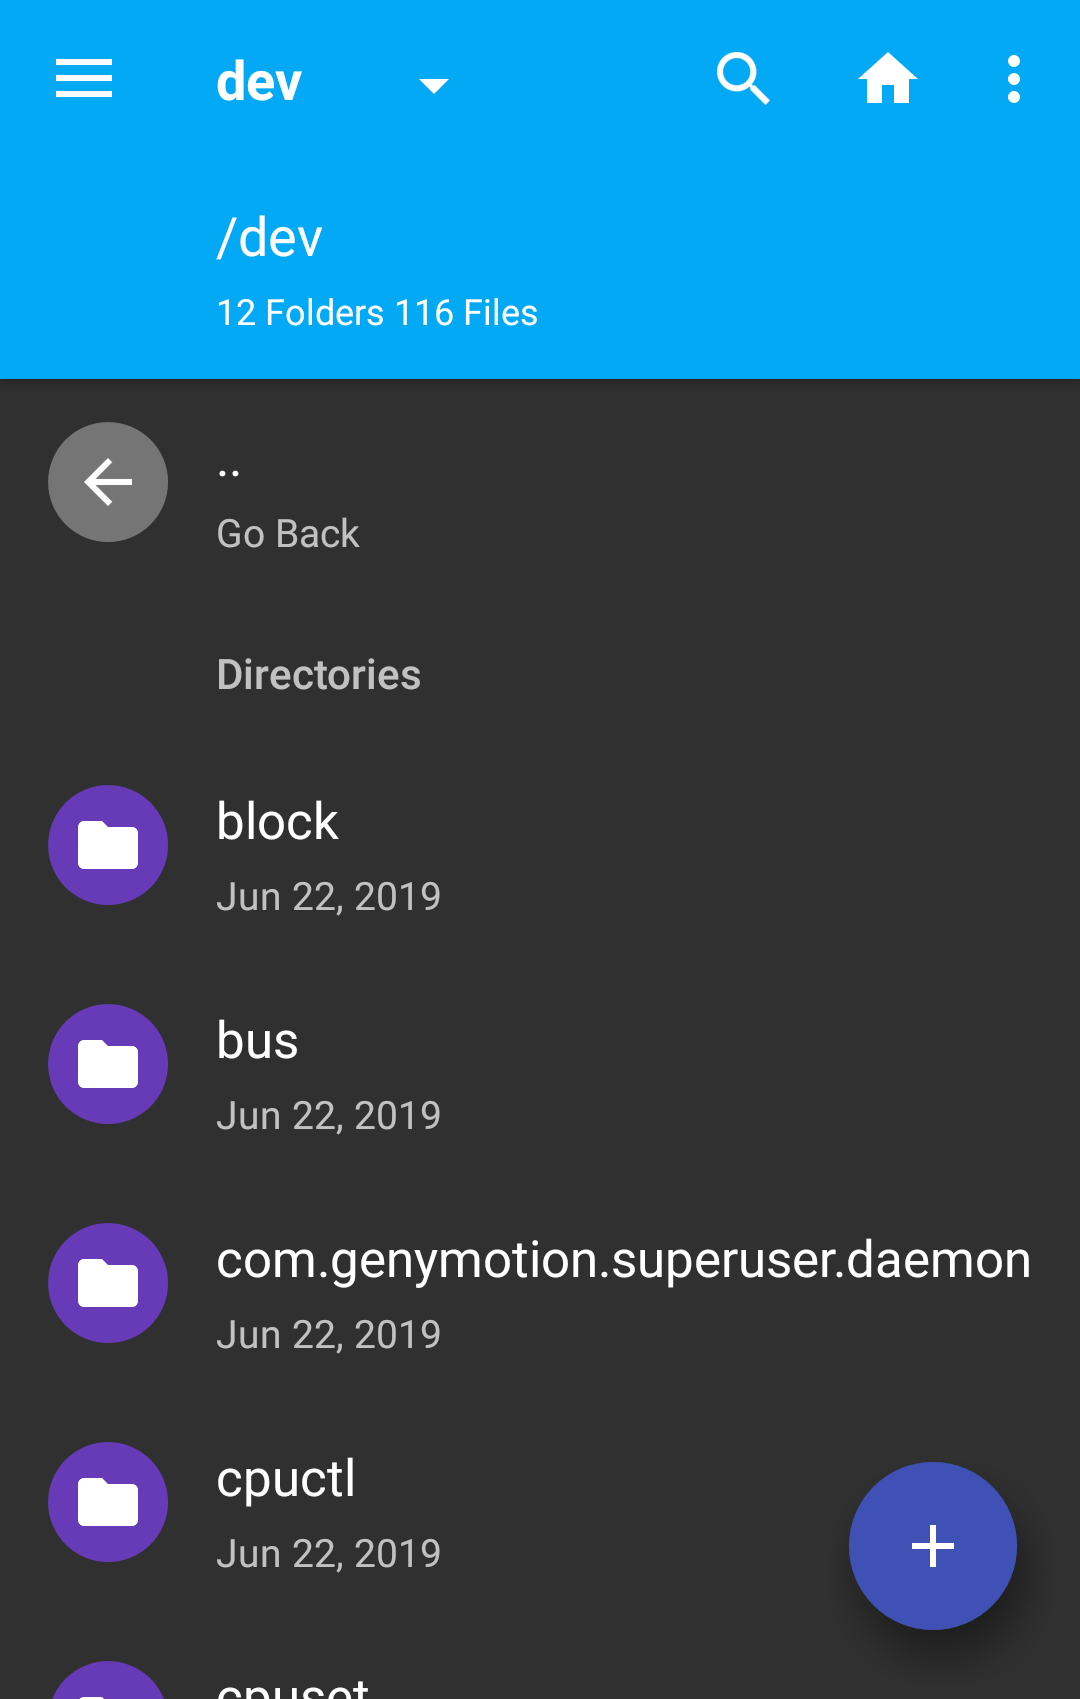 dev
/dev
12 Folders 116 Files
..
Go Back
Directories
block
Jun 22, 2019
bus
Jun 22, 2019
com.genymotion.superuser.daemon
Jun 22, 2019
cpuctl
Jun 22, 2019
cpuset